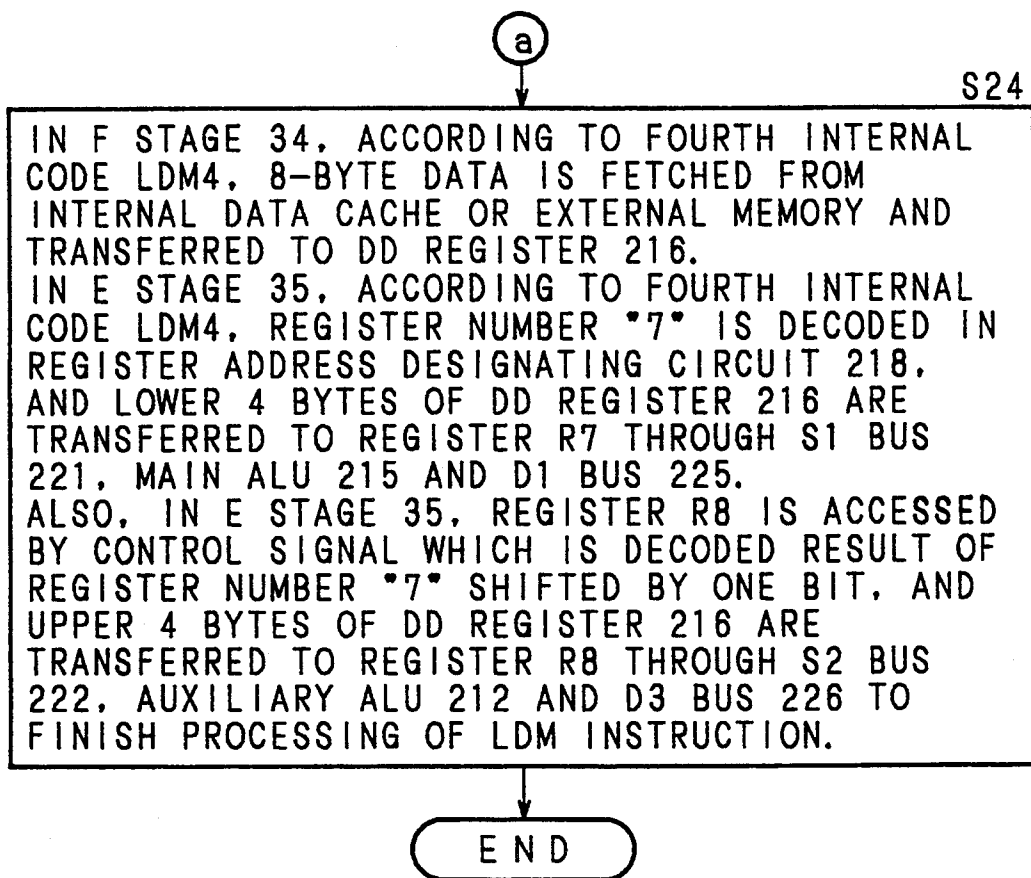 a
S24
IN F STAGE 34, ACCORDING TO FOURTH INTERNAL
CODE LDM4, 8-BYTE DATA IS FETCHED FROM
INTERNAL DATA CACHE OR EXTERNAL MEMORY AND
TRANSFERRED TO DD REGISTER 216.
IN E STAGE 35, ACCORDING TO FOURTH INTERNAL
CODE LDM4, REGISTER NUMBER "7" IS DECODED IN
REGISTER ADDRESS DESIGNATING CIRCUIT 218,
AND LOWER 4 BYTES OF DD REGISTER 216 ARE
TRANSFERRED TO REGISTER R7 THROUGH S1 BUS
221, MAIN ALU 215 AND D1 BUS 225.
ALSO, IN E STAGE 35, REGISTER R8 IS ACCESSED
BY CONTROL SIGNAL WHICH IS DECODED RESULT OF
REGISTER NUMBER "7" SHIFTED BY ONE BIT, AND
UPPER 4 BYTES OF DD REGISTER 216 ARE
TRANSFERRED TO REGISTER R8 THROUGH S2 BUS
222, AUXILIARY ALU 212 AND D3 BUS 226 TO
FINISH PROCESSING OF LDM INSTRUCTION.
END